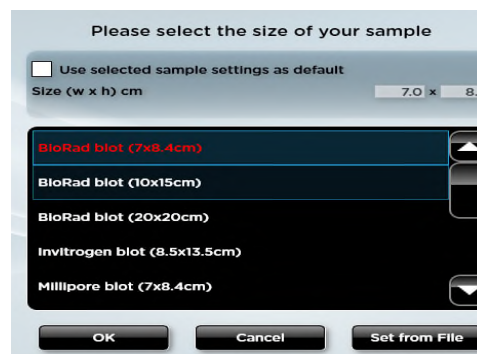 Please select the size of your sample
Use selected sample settings as default
Size (w x h) cm 7.0 x 8.
BioRad blot (7x8.4cm)
BioRad blot (10x15cm)
BioRad blot (20x20cm)
Invitrogen blot (8.5x13.5cm)
Millipore blot (7x8.4cm)
OK Cancel Set from File